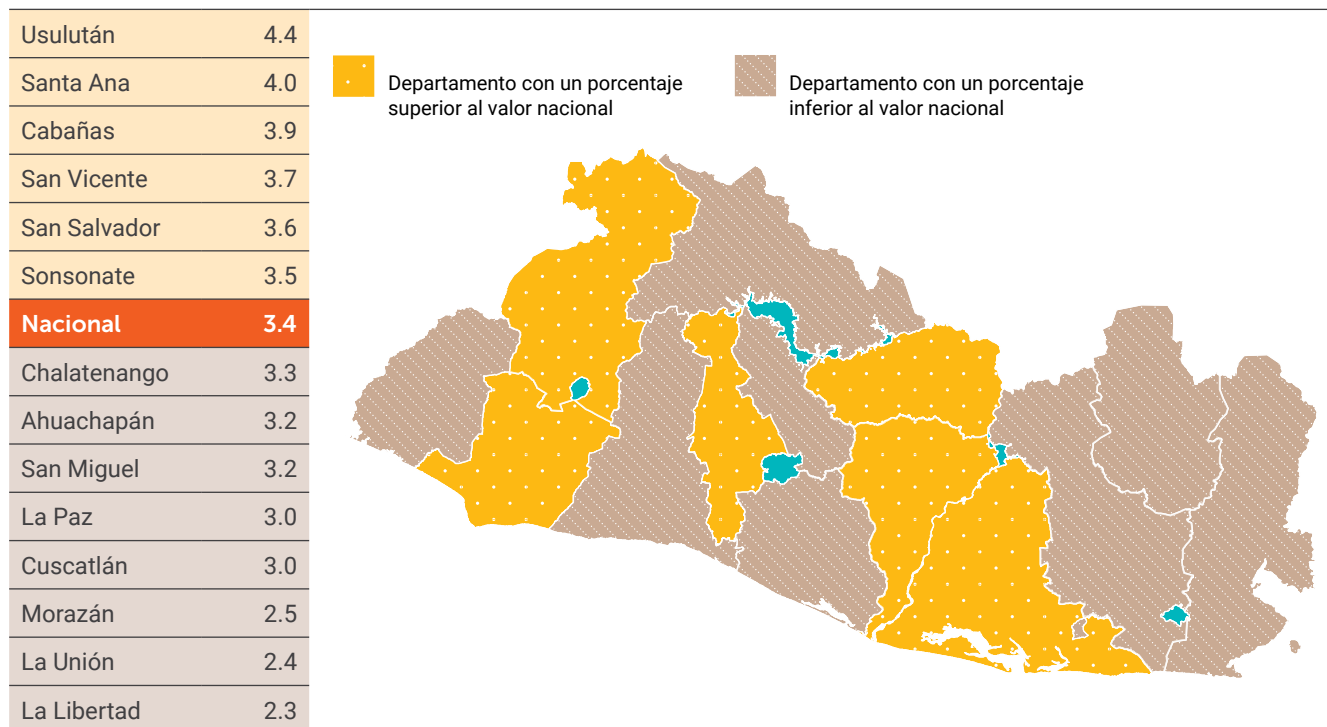 Usulután 4.4
Santa Ana 4.0
Cabañas 3.9
San Vicente 3.7
San Salvador 3.6
Sonsonate 3.5
Nacional 3.4
Chalatenango 3.3
Ahuachapán 3.2
San Miguel 3.2
La Paz 3.0
Cuscatlán 3.0
Morazán 2.5
La Unión 2.4
La Libertad 2.3
Departamento con un porcentaje
superior al valor nacional
Departamento con un porcentaje
inferior al valor nacional